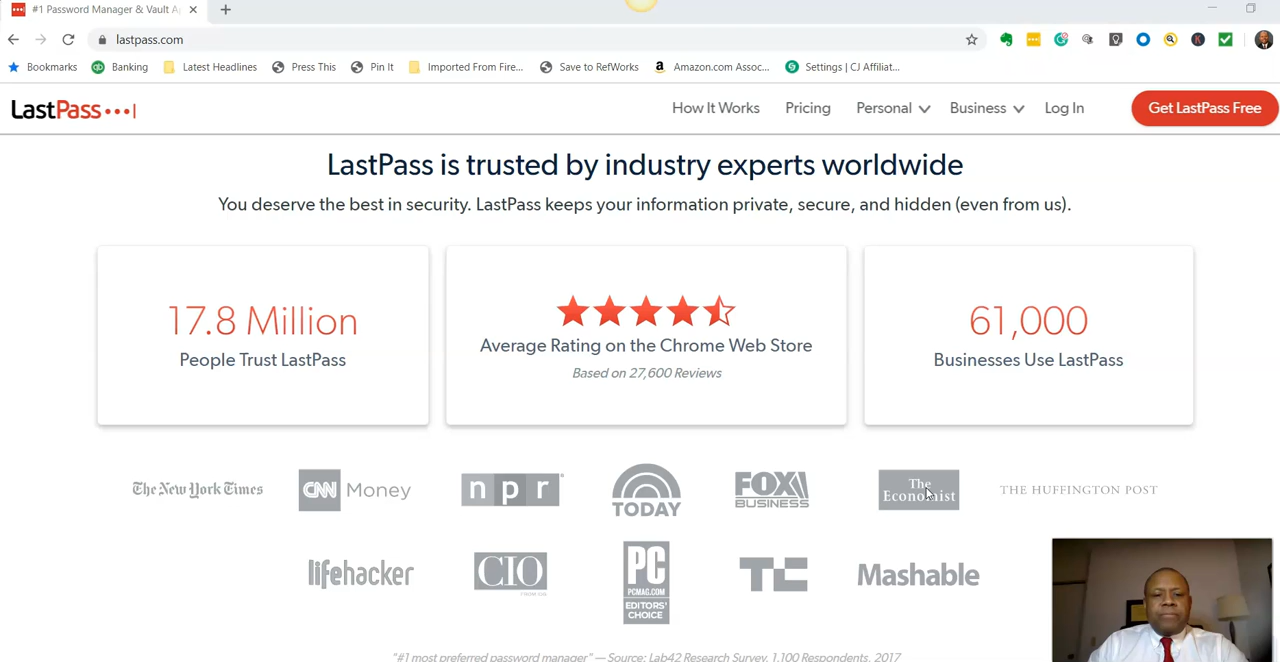 #1 Password Manager & Vault A
lastpass.com
Bookmarks Banking Latest Headlines Press This Pin It Imported From Fire... Save to RefWorks Amazon.com Assoc... Settings | CJ Affiliat...
LastPass How It Works Pricing Personal Business Log In Get LastPass Free
LastPass is trusted by industry experts worldwide
You deserve the best in security. LastPass keeps your information private, secure, and hidden (even from us).
17.8 Million
People Trust LastPass
Average Rating on the Chrome Web Store
Based on 27,600 Reviews
61,000
Businesses Use LastPass
The New York Times CNN Money npr TODAY FOX BUSINESS The Economist THE HUFFINGTON POST
lifehacker CIO PC PCMAG.COM EDITORS' CHOICE TC Mashable
"#1 most preferred password manager" — Source: Lab42 Research Survey, 1,100 Respondents, 2017